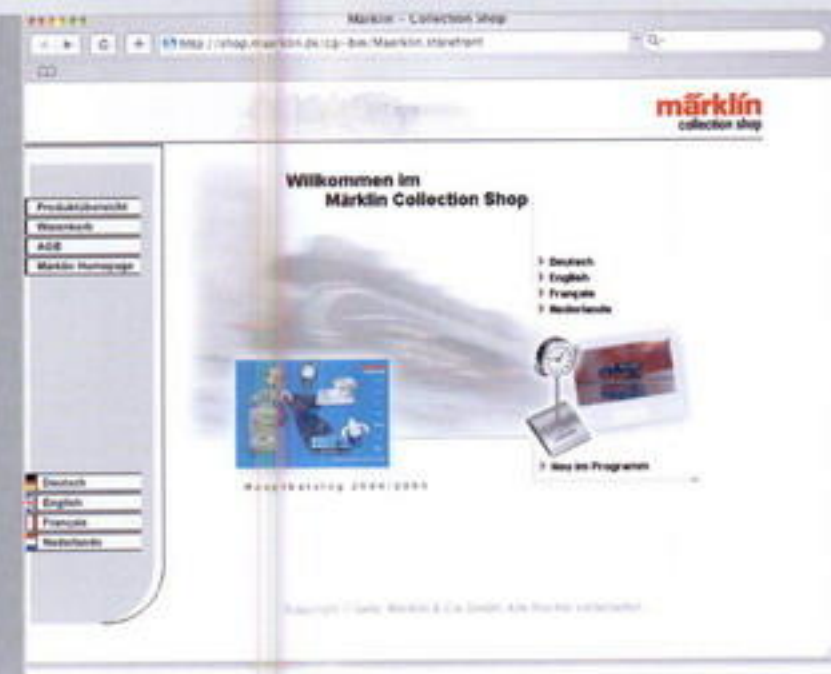 Märklin - Collection Shop
märklin
collection shop
Willkommen im
Märklin Collection Shop
Produktübersicht
Warenkorb
AGB
Märklin Homepage
Deutsch
English
Français
Nederlands
Neu im Programm
Deutsch
English
Français
Nederlands